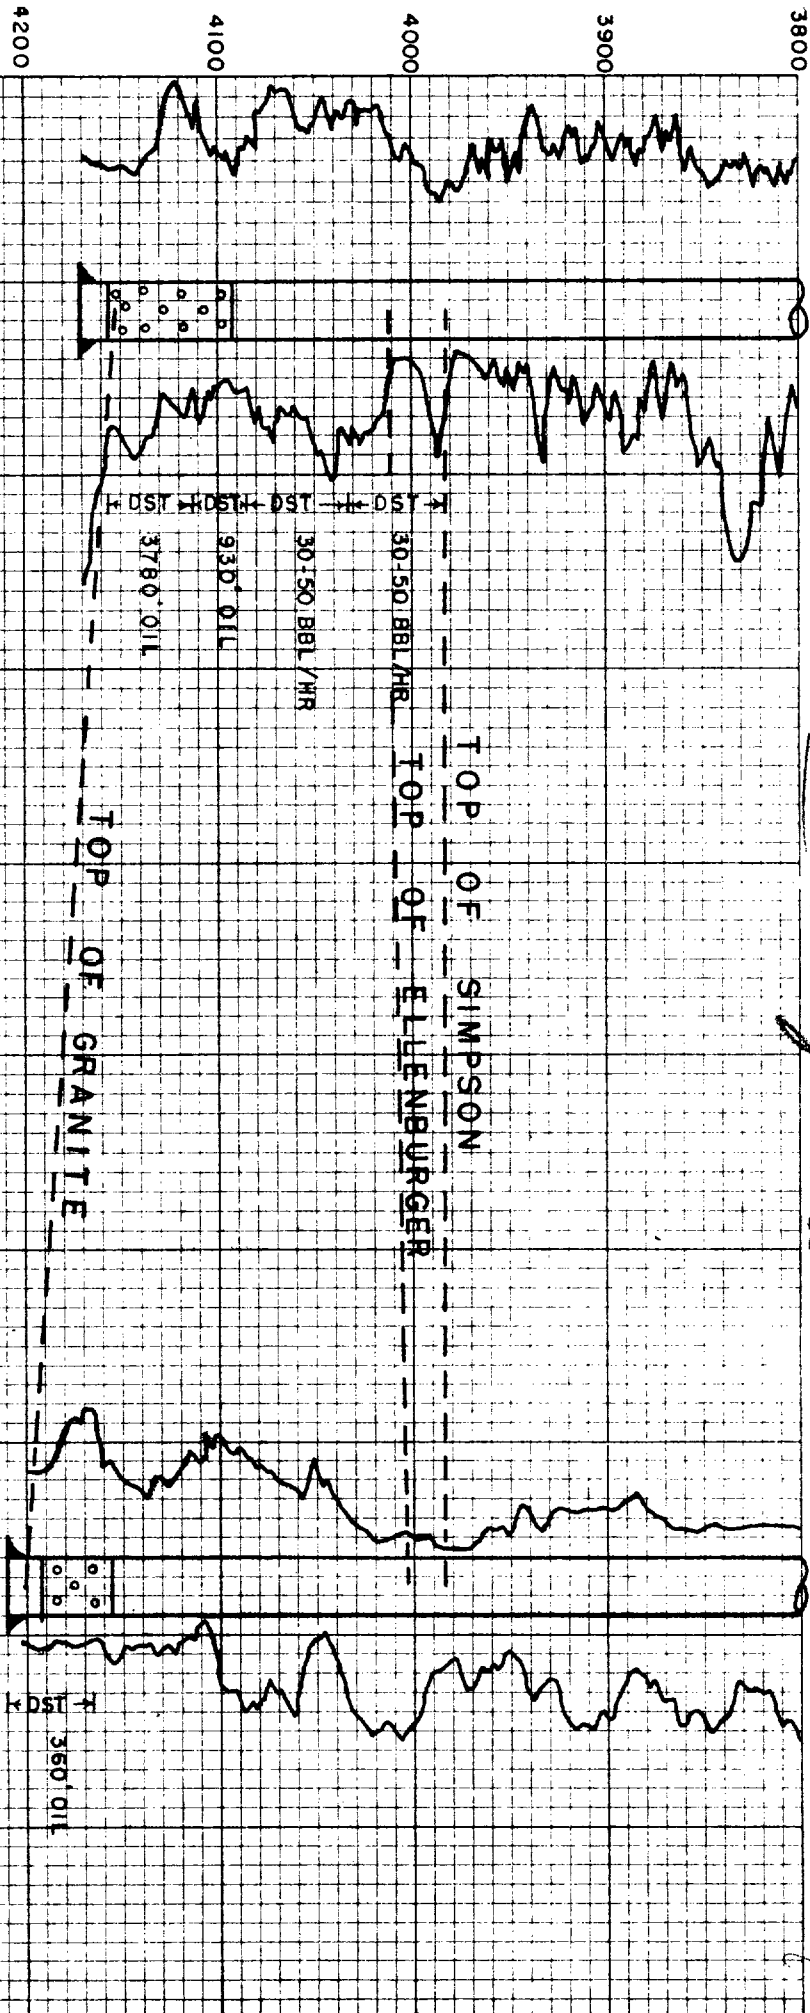 3800
3900
4000
4100
4200
TOP OF SIMPSON
TOP OF ELLENBURGER
TOP OF GRANITE
DST
30-50 BBL/HR
DST
30-50 BBL/HR
DST
930' OIL
DST
3780' OIL
DST
360' OIL